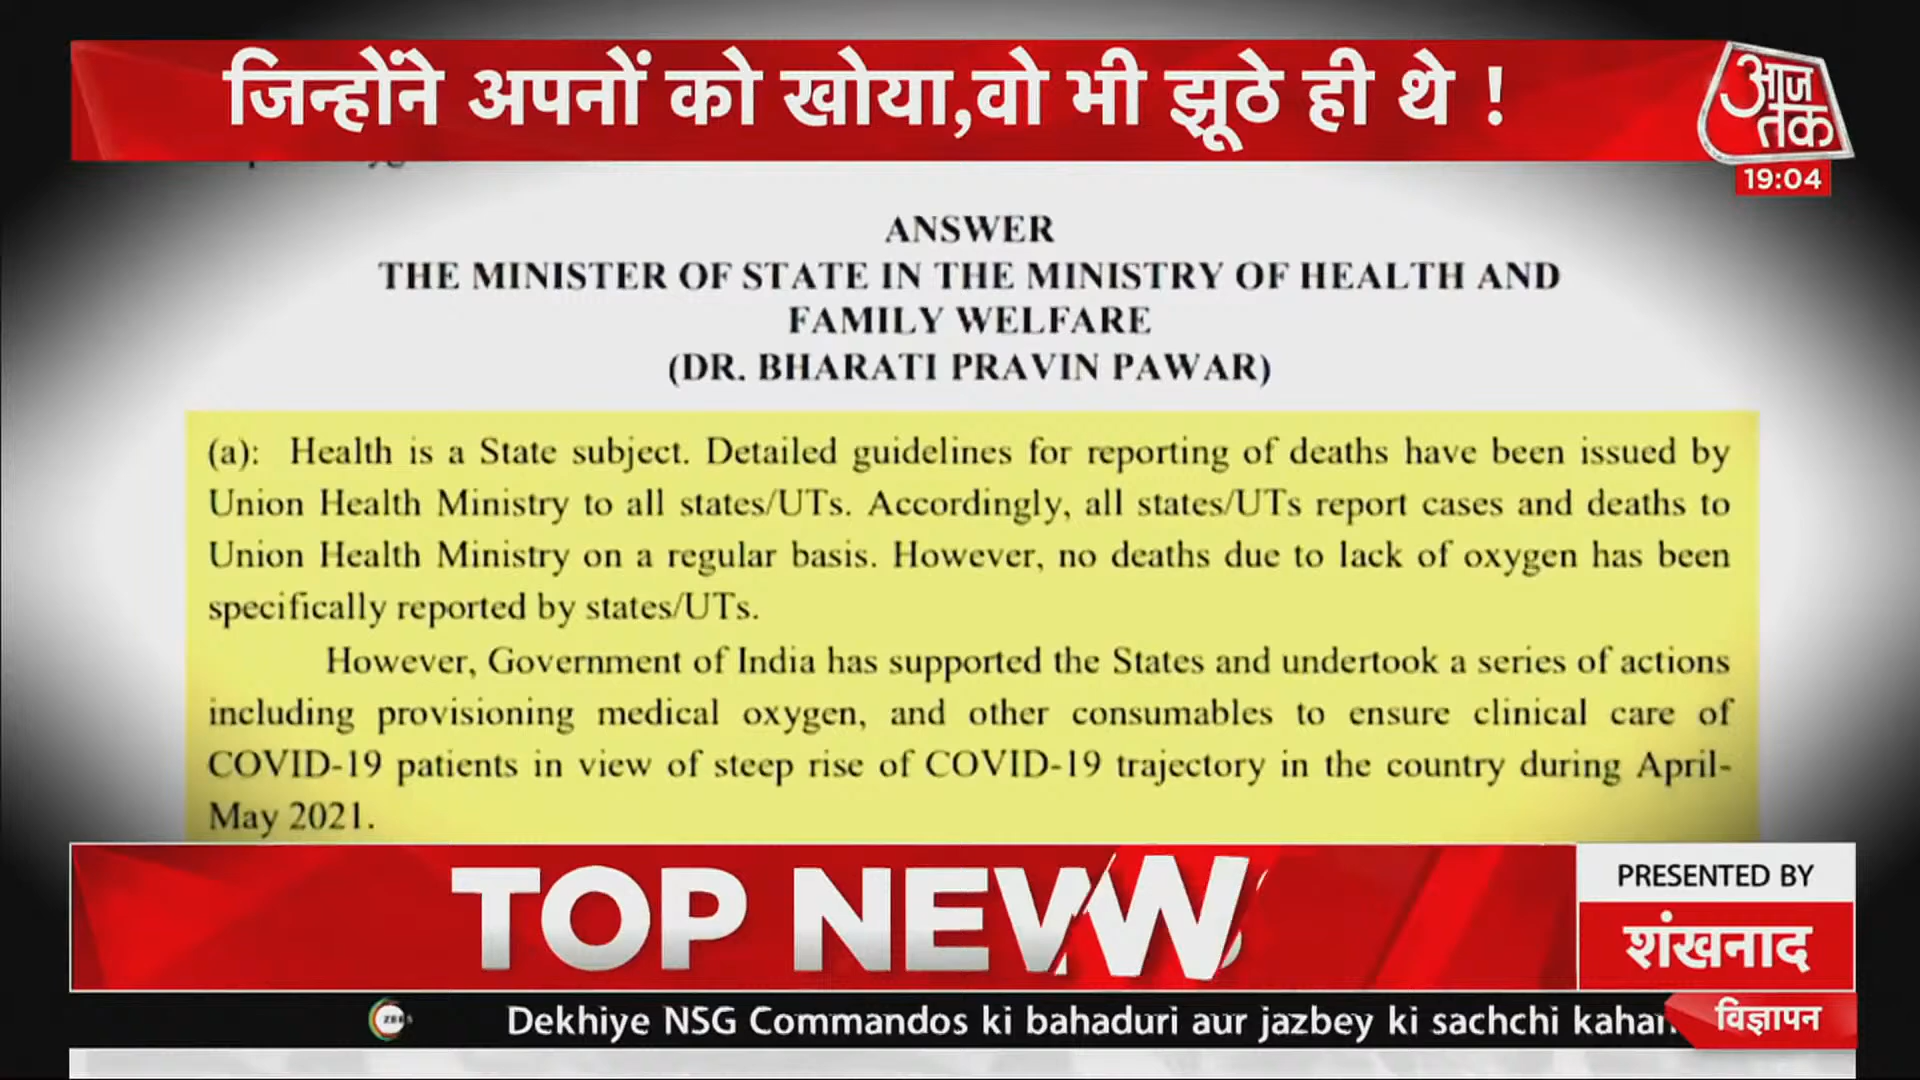 जिन्होंने अपनों को खोया,वो भी झूठे ही थे !
आज
तक
19:04
ANSWER
THE MINISTER OF STATE IN THE MINISTRY OF HEALTH AND
FAMILY WELFARE
(DR. BHARATI PRAVIN PAWAR)
(a): Health is a State subject. Detailed guidelines for reporting of deaths have been issued by
Union Health Ministry to all states/UTs. Accordingly, all states/UTs report cases and deaths to
Union Health Ministry on a regular basis. However, no deaths due to lack of oxygen has been
specifically reported by states/UTs.
However, Government of India has supported the States and undertook a series of actions
including provisioning medical oxygen, and other consumables to ensure clinical care of
COVID-19 patients in view of steep rise of COVID-19 trajectory in the country during April-
May 2021.
TOP NEWS
PRESENTED BY
शंखनाद
ZEE5
Dekhiye NSG Commandos ki bahaduri aur jazbey ki sachchi kahan
विज्ञापन